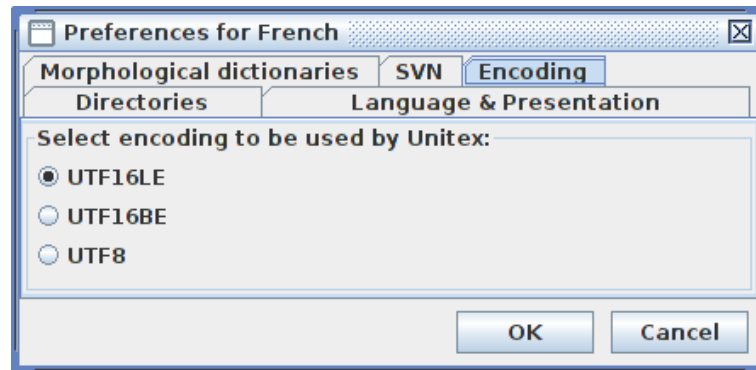 Preferences for French
Morphological dictionaries SVN Encoding
Directories Language & Presentation
Select encoding to be used by Unitex:
UTF16LE
UTF16BE
UTF8
OK Cancel